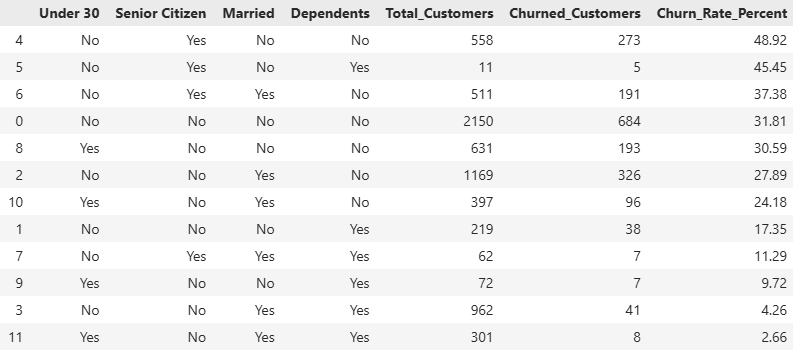 Under 30 Senior Citizen Married Dependents Total_Customers Churned_Customers Churn_Rate_Percent
4 No Yes No No 558 273 48.92
5 No Yes No Yes 11 5 45.45
6 No Yes Yes No 511 191 37.38
0 No No No No 2150 684 31.81
8 Yes No No No 631 193 30.59
2 No No Yes No 1169 326 27.89
10 Yes No Yes No 397 96 24.18
1 No No No Yes 219 38 17.35
7 No Yes Yes Yes 62 7 11.29
9 Yes No No Yes 72 7 9.72
3 No No Yes Yes 962 41 4.26
11 Yes No Yes Yes 301 8 2.66